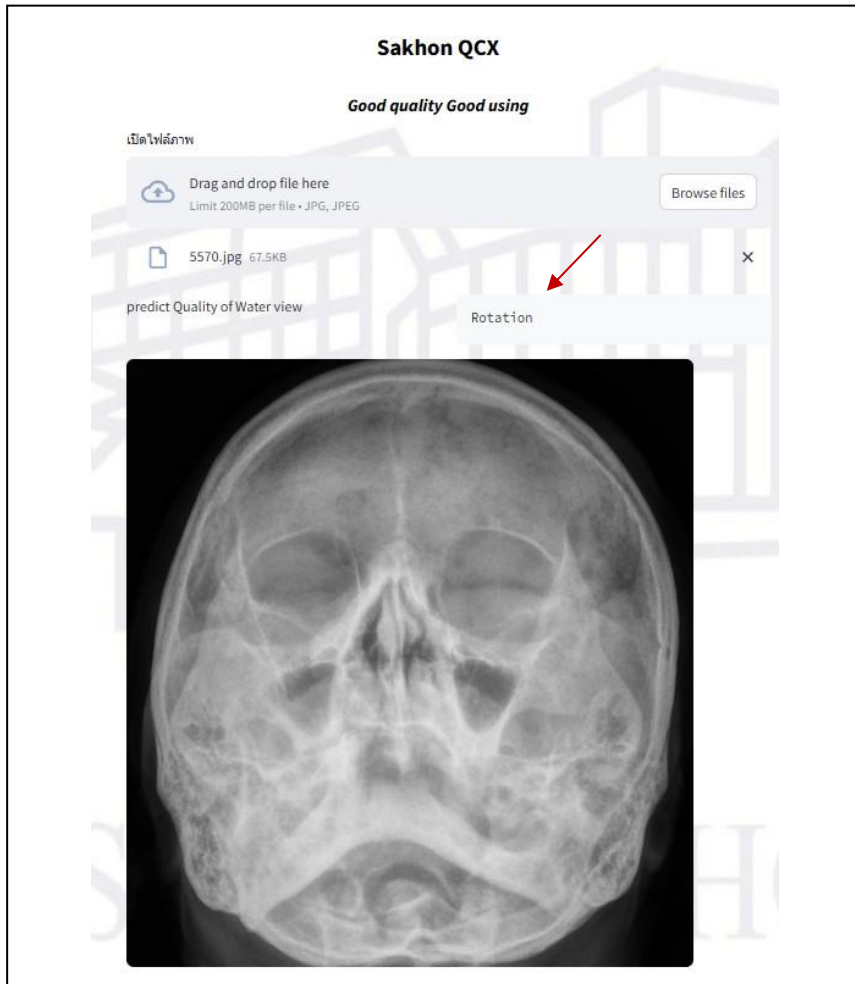 Sakhon QCX
Good quality Good using
เปิดไฟล์ภาพ
Drag and drop file here
Limit 200MB per file • JPG, JPEG
Browse files
5570.jpg 67.5KB
predict Quality of Water view
Rotation